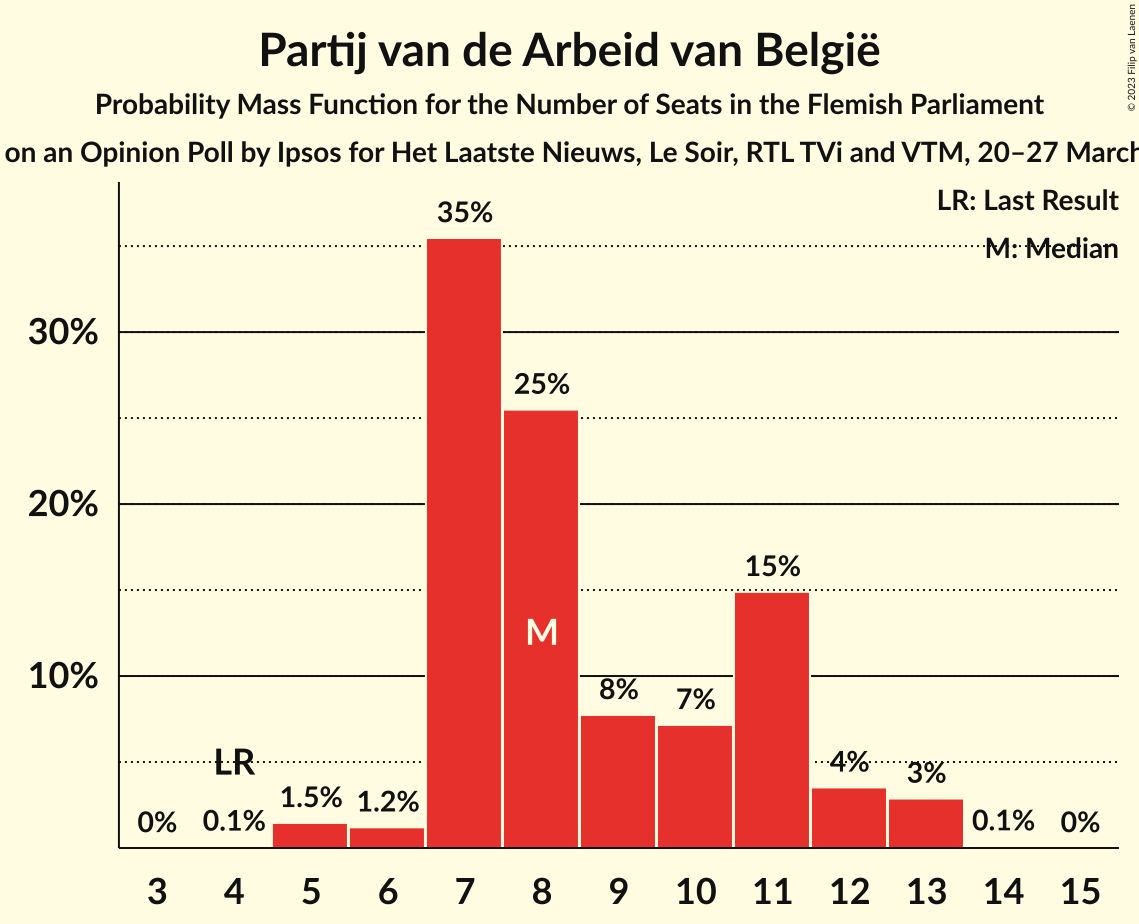 Partij van de Arbeid van België
Probability Mass Function for the Number of Seats in the Flemish Parliament
on an Opinion Poll by Ipsos for Het Laatste Nieuws, Le Soir, RTL TVi and VTM, 20–27 March
© 2023 Filip van Laenen
LR: Last Result
M: Median
35%
30%
25%
20%
15%
M
10%
8%
7%
LR
4%
3%
0%
0.1%
1.5%
1.2%
0.1%
0%
3 4 5 6 7 8 9 10 11 12 13 14 15